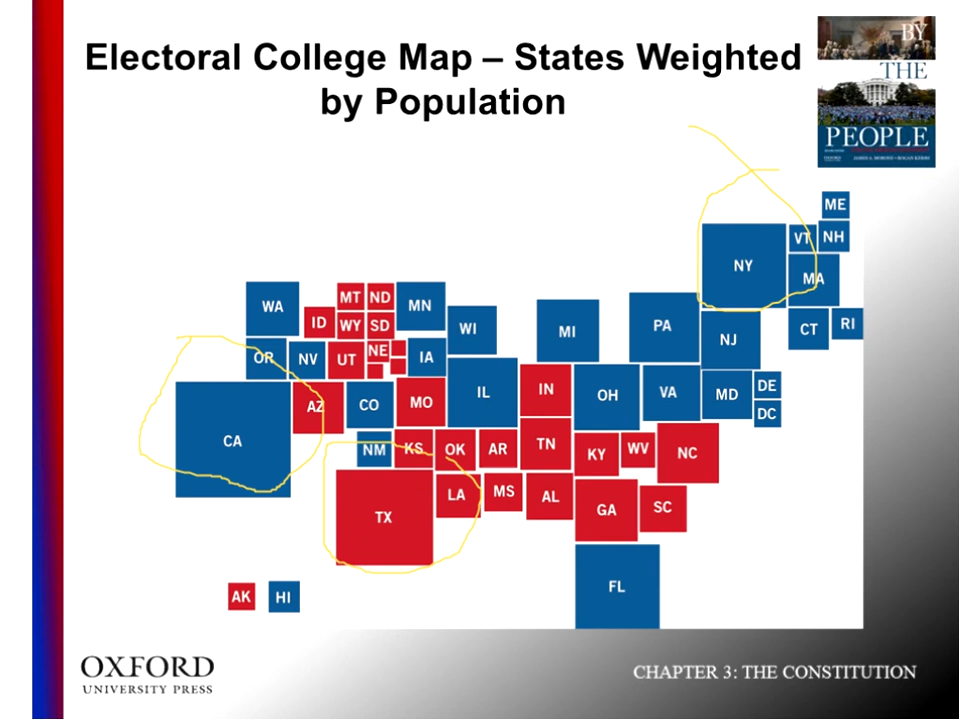 Electoral College Map – States Weighted
by Population
BY
THE
PEOPLE
ME
VT NH
NY
MA
WA
MT ND
MN
ID
WY SD
WI
MI
PA
NJ
CT
RI
OR
NV
UT
NE
IA
IL
IN
OH
VA
MD
DE
DC
CA
AZ
CO
MO
NM
KS
OK
AR
TN
KY
WV
NC
TX
LA
MS
AL
GA
SC
FL
AK
HI
OXFORD
UNIVERSITY PRESS
CHAPTER 3: THE CONSTITUTION